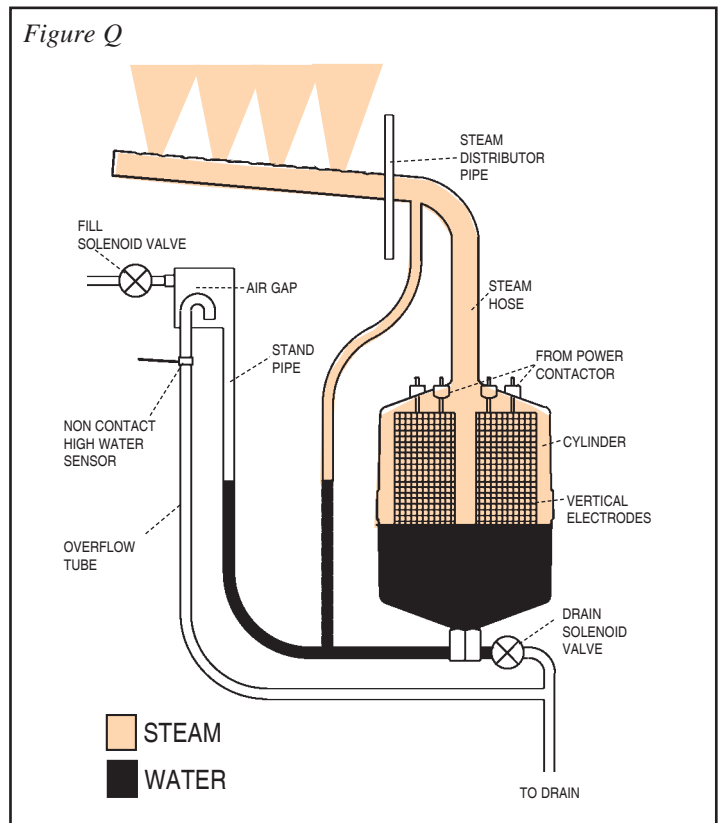 Figure Q
STEAM
DISTRIBUTOR
PIPE
FILL
SOLENOID VALVE
AIR GAP
STEAM
HOSE
STAND
PIPE
FROM POWER
CONTACTOR
NON CONTACT
HIGH WATER
SENSOR
CYLINDER
VERTICAL
ELECTRODES
OVERFLOW
TUBE
DRAIN
SOLENOID
VALVE
STEAM
WATER
TO DRAIN